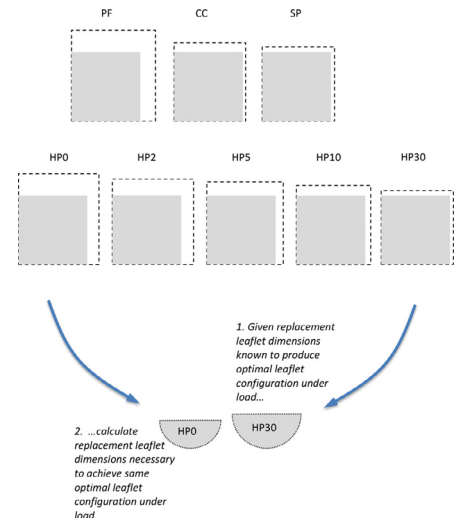 PF CC SP
HP0 HP2 HP5 HP10 HP30
1. Given replacement
leaflet dimensions
known to produce
optimal leaflet
configuration under
load...
HP0 HP30
2. ...calculate
replacement leaflet
dimensions necessary
to achieve same
optimal leaflet
configuration under
load.